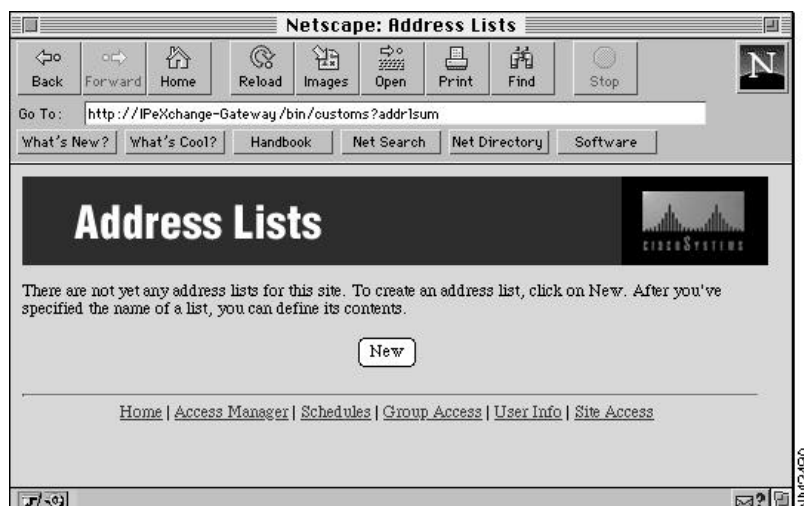 Netscape: Address Lists
Back Forward Home Reload Images Open Print Find Stop
N
Go To: http://IPeXchange-Gateway/bin/customs?addrlsum
What's New? What's Cool? Handbook Net Search Net Directory Software
Address Lists
CISCO SYSTEMS
There are not yet any address lists for this site. To create an address list, click on New. After you've
specified the name of a list, you can define its contents.
New
Home | Access Manager | Schedules | Group Access | User Info | Site Access
?